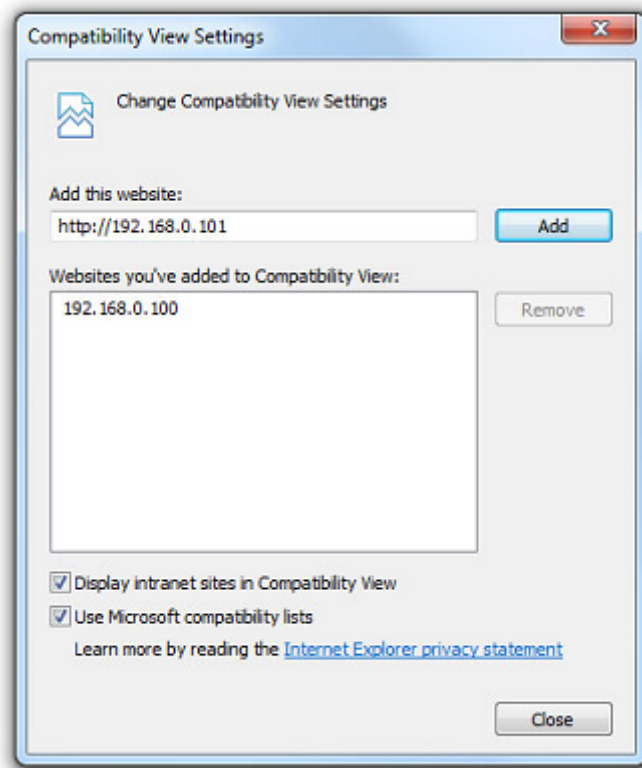 Compatibility View Settings
Change Compatibility View Settings
Add this website:
http://192.168.0.101
Add
Websites you've added to Compatibility View:
192.168.0.100
Remove
Display intranet sites in Compatibility View
Use Microsoft compatibility lists
Learn more by reading the Internet Explorer privacy statement
Close